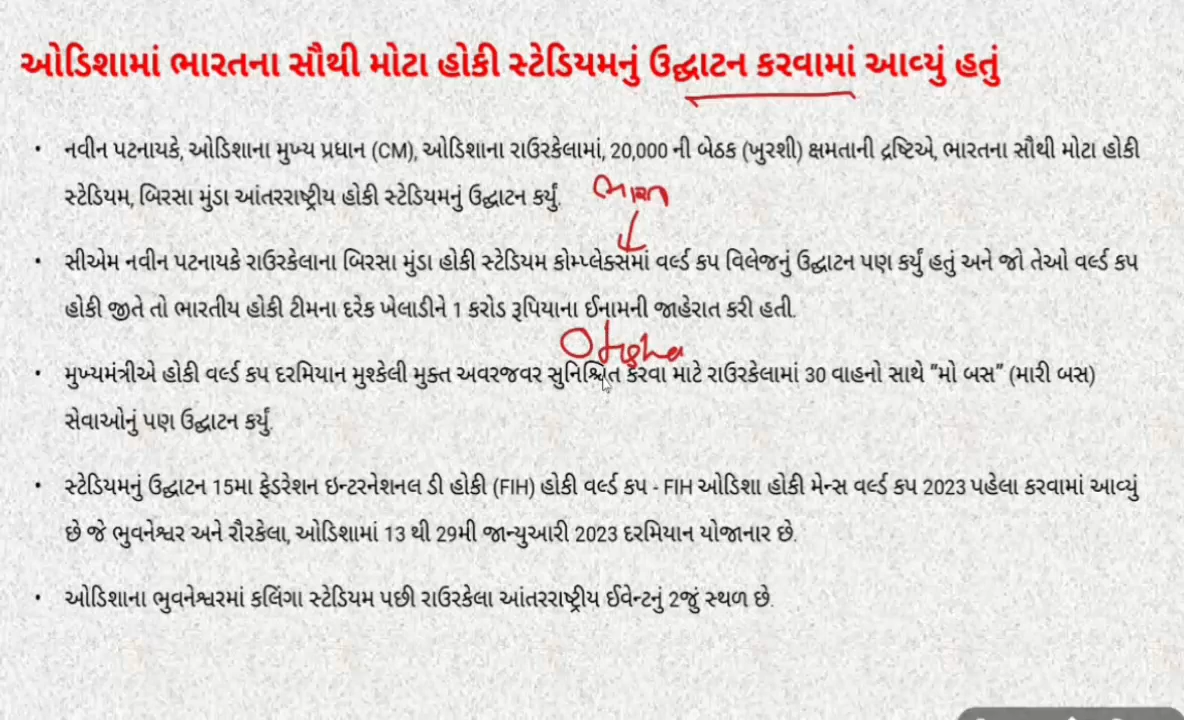 ઓડિશામાં ભારતના સૌથી મોટા હોકી સ્ટેડિયમનું ઉદ્ઘાટન કરવામાં આવ્યું હતું
• નવીન પટનાયકે, ઓડિશાના મુખ્ય પ્રધાન (CM), ઓડિશાના રાઉરકેલામાં, 20,000 ની બેઠક (ખુરશી) ક્ષમતાની દ્રષ્ટિએ, ભારતના સૌથી મોટા હોકી
સ્ટેડિયમ, બિરસા મુંડા આંતરરાષ્ટ્રીય હોકી સ્ટેડિયમનું ઉદ્ઘાટન કર્યું.
ભારત
• સીએમ નવીન પટનાયકે રાઉરકેલાના બિરસા મુંડા હોકી સ્ટેડિયમ કોમ્પ્લેક્સમાં વર્લ્ડ કપ વિલેજનું ઉદ્ઘાટન પણ કર્યું હતું અને જો તેઓ વર્લ્ડ કપ
હોકી જીતે તો ભારતીય હોકી ટીમના દરેક ખેલાડીને 1 કરોડ રૂપિયાના ઈનામની જાહેરાત કરી હતી.
• મુખ્યમંત્રીએ હોકી વર્લ્ડ કપ દરમિયાન મુશ્કેલી મુક્ત અવરજવર સુનિશ્ચિત કરવા માટે રાઉરકેલામાં 30 વાહનો સાથે "મો બસ" (મારી બસ)
સેવાઓનું પણ ઉદ્ઘાટન કર્યું.
• સ્ટેડિયમનું ઉદ્ઘાટન 15મા ફેડરેશન ઇન્ટરનેશનલ ડી હોકી (FIH) હોકી વર્લ્ડ કપ - FIH ઓડિશા હોકી મેન્સ વર્લ્ડ કપ 2023 પહેલા કરવામાં આવ્યું
છે જે ભુવનેશ્વર અને રૌરકેલા, ઓડિશામાં 13 થી 29મી જાન્યુઆરી 2023 દરમિયાન યોજાનાર છે.
• ઓડિશાના ભુવનેશ્વરમાં કલિંગા સ્ટેડિયમ પછી રાઉરકેલા આંતરરાષ્ટ્રીય ઈવેન્ટનું 2જું સ્થળ છે.